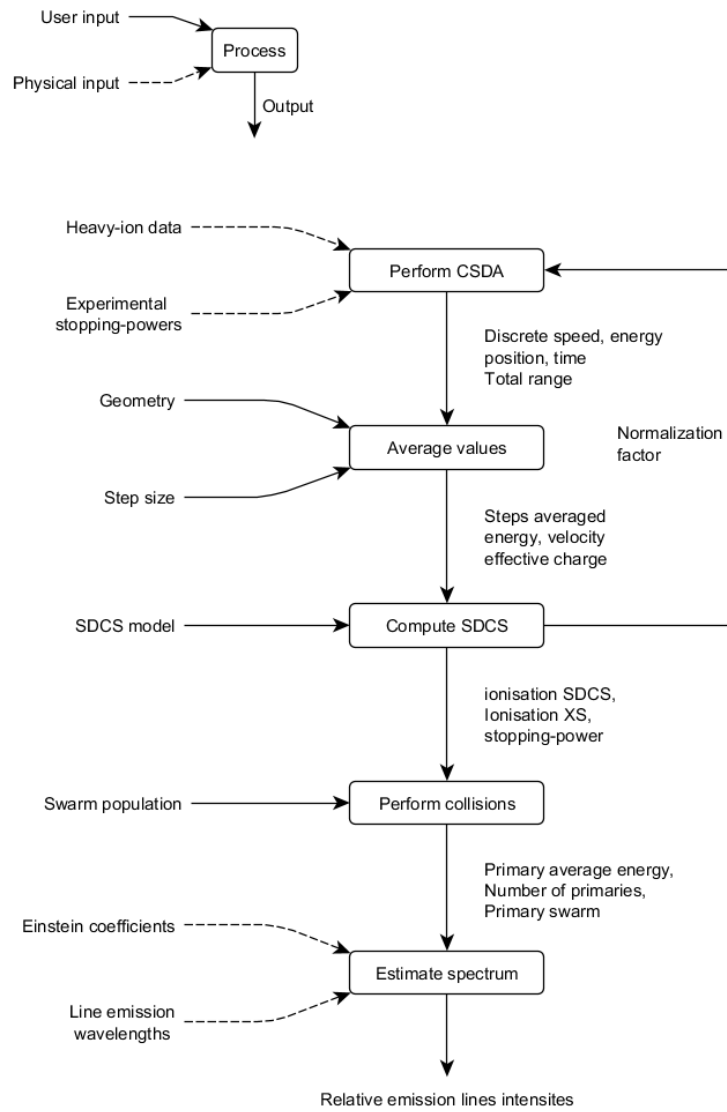 User input
Process
Physical input
Output
Heavy-ion data
Perform CSDA
Experimental
stopping-powers
Discrete speed, energy
position, time
Total range
Geometry
Normalization
factor
Average values
Step size
Steps averaged
energy, velocity
effective charge
SDCS model
Compute SDCS
ionisation SDCS,
Ionisation XS,
stopping-power
Swarm population
Perform collisions
Primary average energy,
Number of primaries,
Primary swarm
Einstein coefficients
Estimate spectrum
Line emission
wavelengths
Relative emission lines intensites